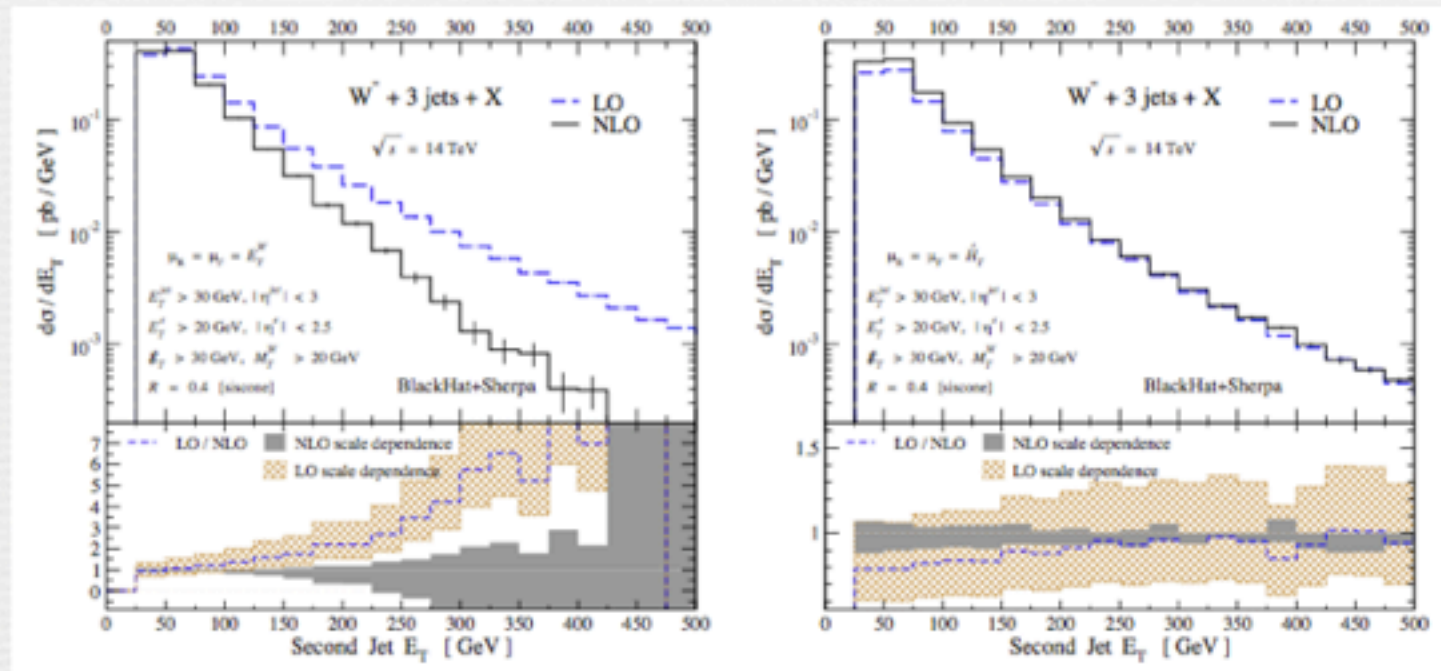 0 50 100 150 200 250 300 350 400 450 500
W⁻ + 3 jets + X
LO
NLO
√s = 14 TeV
10⁻¹
10⁻²
10⁻³
dσ / dE_T [ pb / GeV ]
μ_R = μ_F = E_T^W
E_T^jet > 30 GeV, | η^jet | < 3
E_T^e > 20 GeV, | η^e | < 2.5
E̸_T > 30 GeV, M_T^W > 20 GeV
R = 0.4 [siscone]
BlackHat+Sherpa
LO / NLO
NLO scale dependence
LO scale dependence
7
6
5
4
3
2
1
0
0 50 100 150 200 250 300 350 400 450 500
Second Jet E_T [ GeV ]
0 50 100 150 200 250 300 350 400 450 500
W⁻ + 3 jets + X
LO
NLO
√s = 14 TeV
10⁻¹
10⁻²
10⁻³
dσ / dE_T [ pb / GeV ]
μ_R = μ_F = Ĥ_T
E_T^jet > 30 GeV, | η^jet | < 3
E_T^e > 20 GeV, | η^e | < 2.5
E̸_T > 30 GeV, M_T^W > 20 GeV
R = 0.4 [siscone]
BlackHat+Sherpa
LO / NLO
NLO scale dependence
LO scale dependence
1.5
1
0 50 100 150 200 250 300 350 400 450 500
Second Jet E_T [ GeV ]